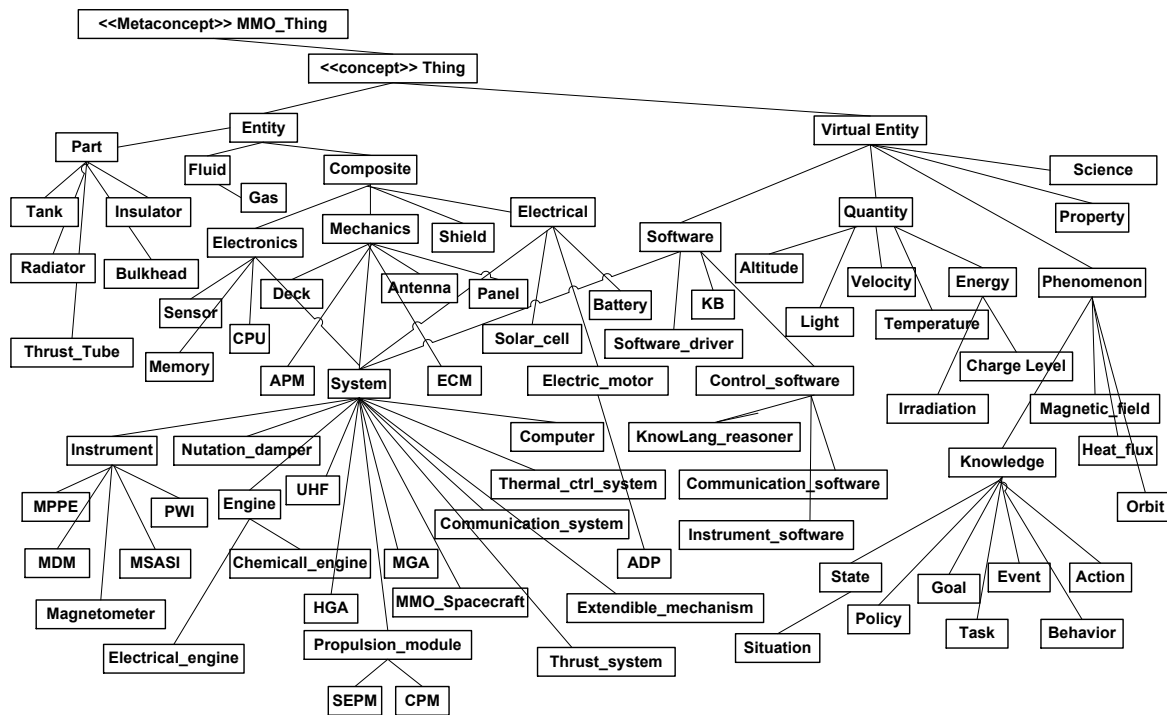 <<Metaconcept>> MMO_Thing
<<concept>> Thing
Entity
Virtual Entity
Part
Fluid
Composite
Science
Gas
Tank
Insulator
Electrical
Quantity
Property
Mechanics
Shield
Software
Electronics
Radiator
Bulkhead
Altitude
Velocity
Energy
Phenomenon
Deck
Antenna
Panel
Battery
KB
Sensor
CPU
Solar_cell
Software_driver
Light
Temperature
Thrust_Tube
Memory
APM
System
ECM
Electric_motor
Control_software
Charge Level
Irradiation
Magnetic_field
Instrument
Nutation_damper
Computer
KnowLang_reasoner
Knowledge
Heat_flux
MPPE
PWI
Engine
UHF
Thermal_ctrl_system
Communication_software
Orbit
Communication_system
Instrument_software
MDM
MSASI
Chemicall_engine
MGA
ADP
State
Goal
Event
Action
Magnetometer
HGA
MMO_Spacecraft
Extendible_mechanism
Policy
Task
Behavior
Situation
Electrical_engine
Propulsion_module
Thrust_system
SEPM
CPM